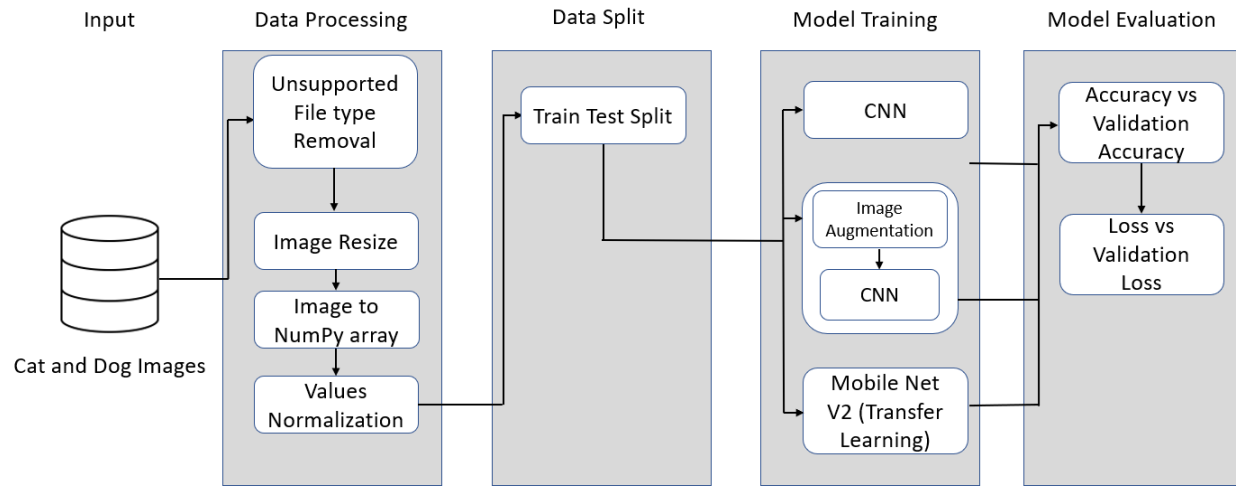 Input
Data Processing
Data Split
Model Training
Model Evaluation
Cat and Dog Images
Unsupported
File type
Removal
Image Resize
Image to
NumPy array
Values
Normalization
Train Test Split
CNN
Image
Augmentation
CNN
Mobile Net
V2 (Transfer
Learning)
Accuracy vs
Validation
Accuracy
Loss vs
Validation
Loss